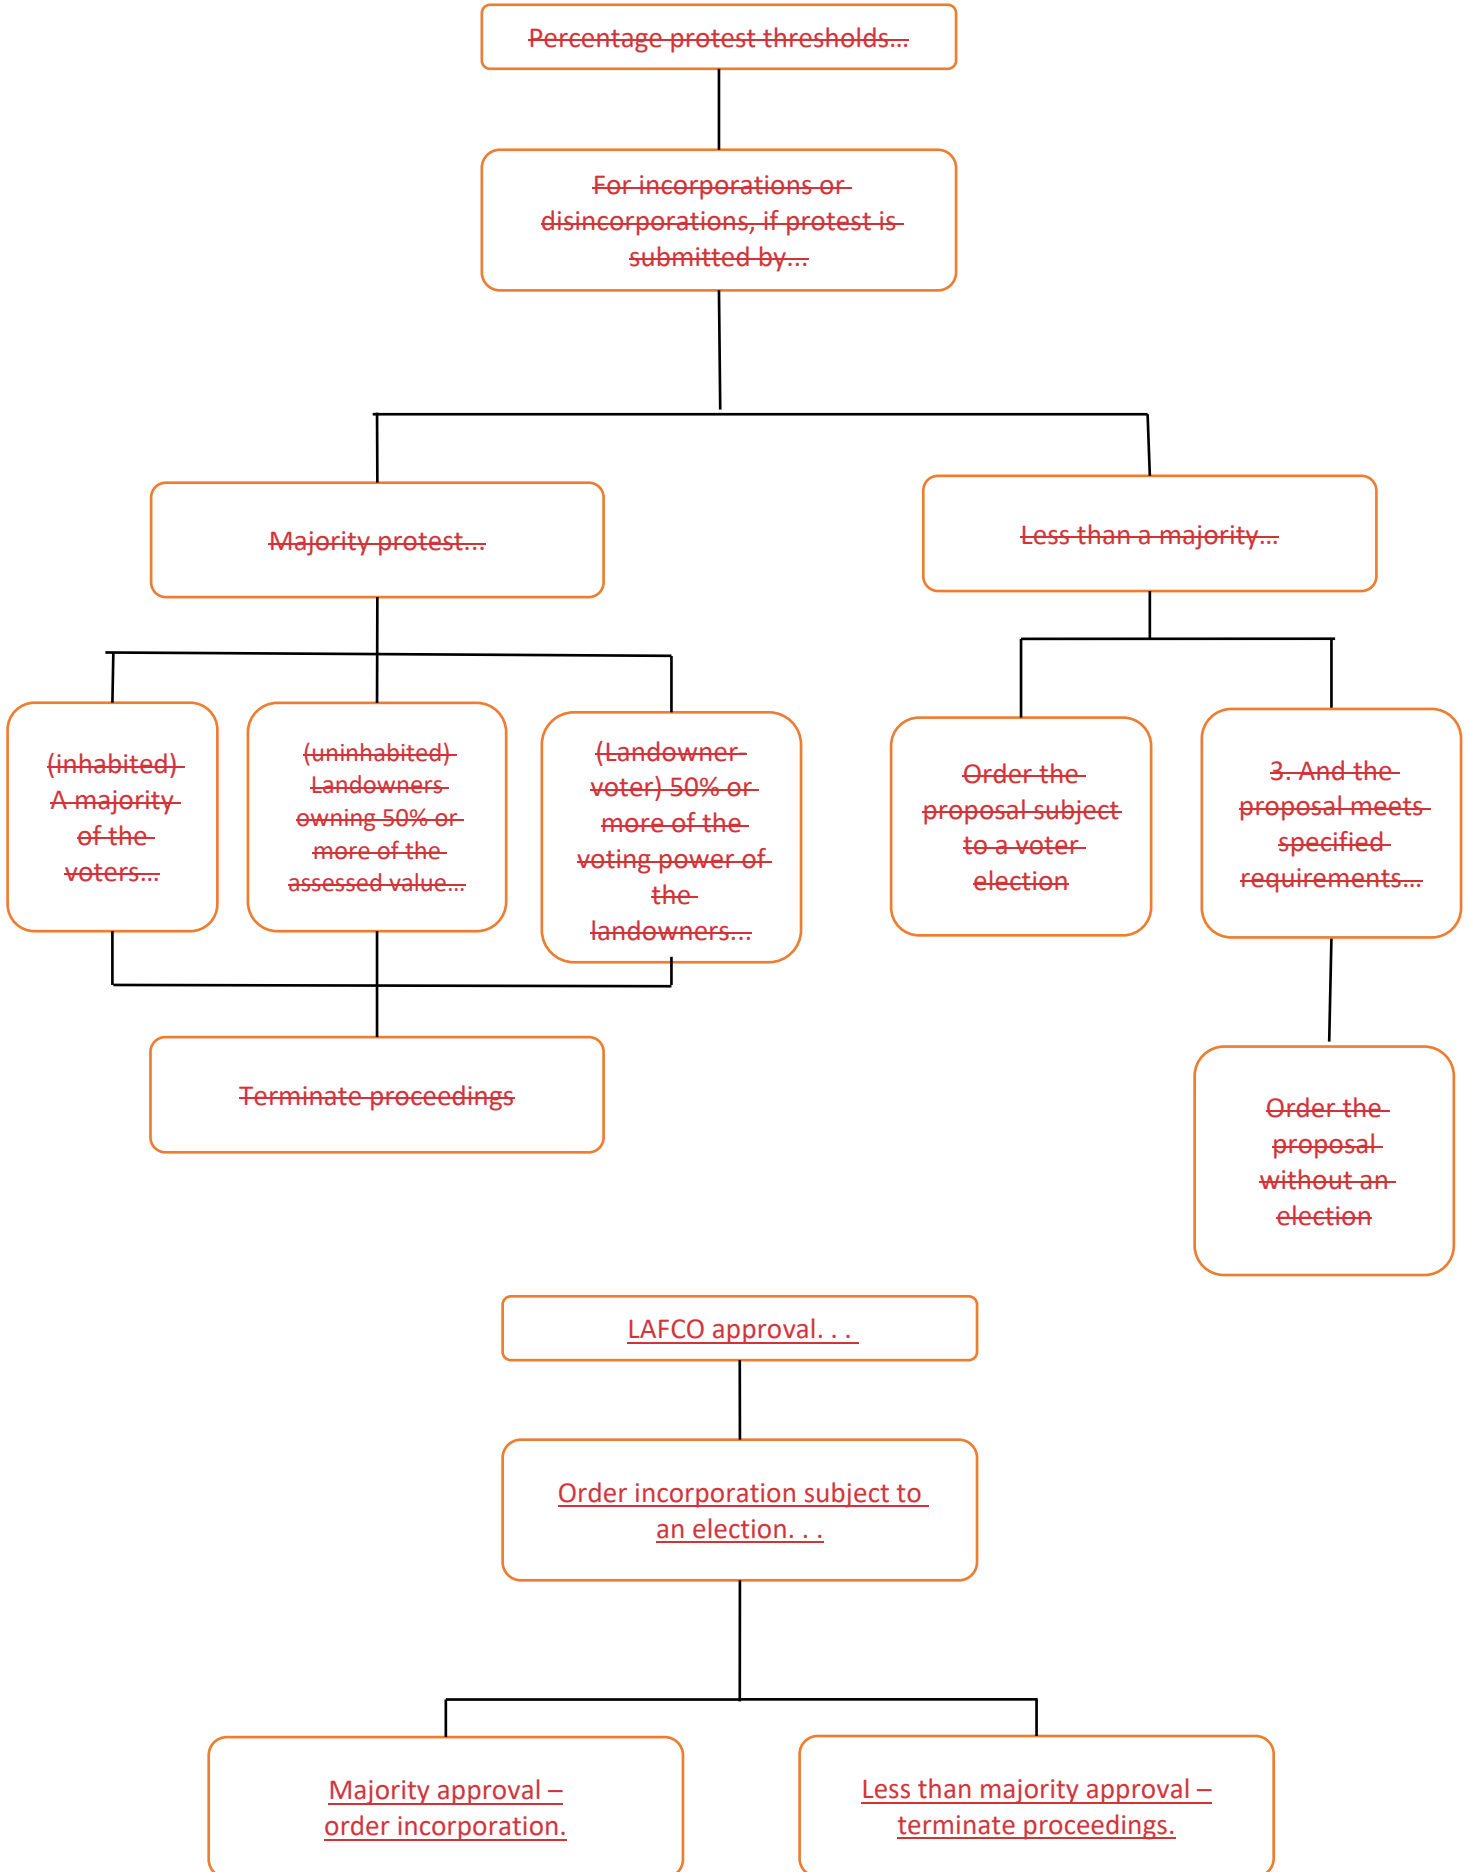 Percentage protest thresholds...
For incorporations or
disincorporations, if protest is
submitted by...
Majority protest...
Less than a majority...
(inhabited)
A majority
of the
voters...
(uninhabited)
Landowners
owning 50% or
more of the
assessed value...
(Landowner-
voter) 50% or
more of the
voting power of
the
landowners...
Order the
proposal subject
to a voter
election
3. And the
proposal meets
specified
requirements...
Terminate proceedings
Order the
proposal
without an
election
LAFCO approval. . .
Order incorporation subject to
an election. . .
Majority approval –
order incorporation.
Less than majority approval –
terminate proceedings.